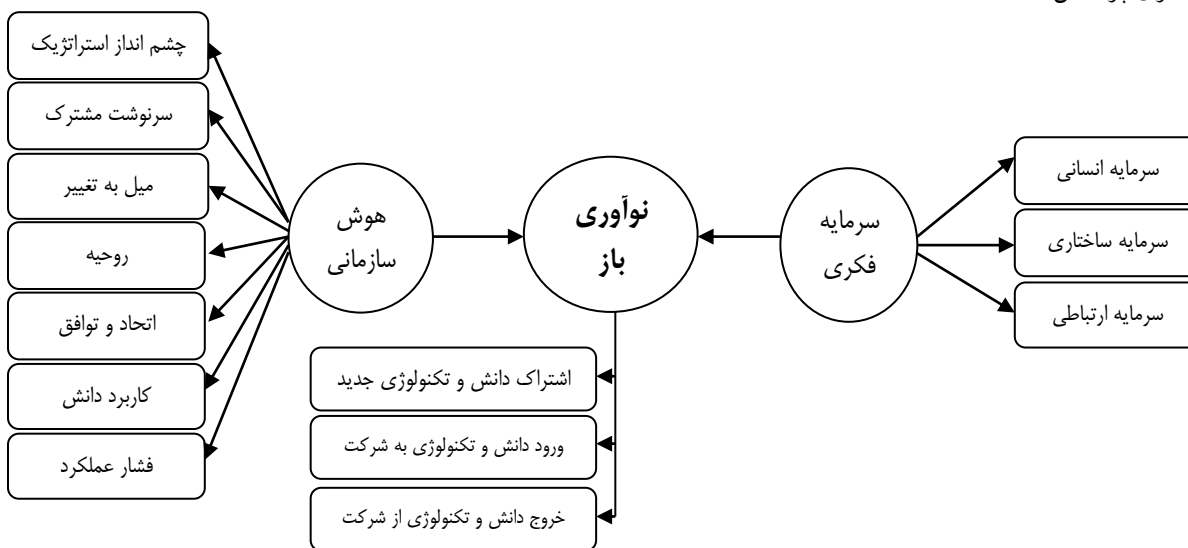 چشم انداز استراتژیک
سرنوشت مشترک
میل به تغییر
روحیه
اتحاد و توافق
کاربرد دانش
فشار عملکرد
هوش
سازمانی
نوآوری
باز
سرمایه
فکری
سرمایه انسانی
سرمایه ساختاری
سرمایه ارتباطی
اشتراک دانش و تکنولوژی جدید
ورود دانش و تکنولوژی به شرکت
خروج دانش و تکنولوژی از شرکت